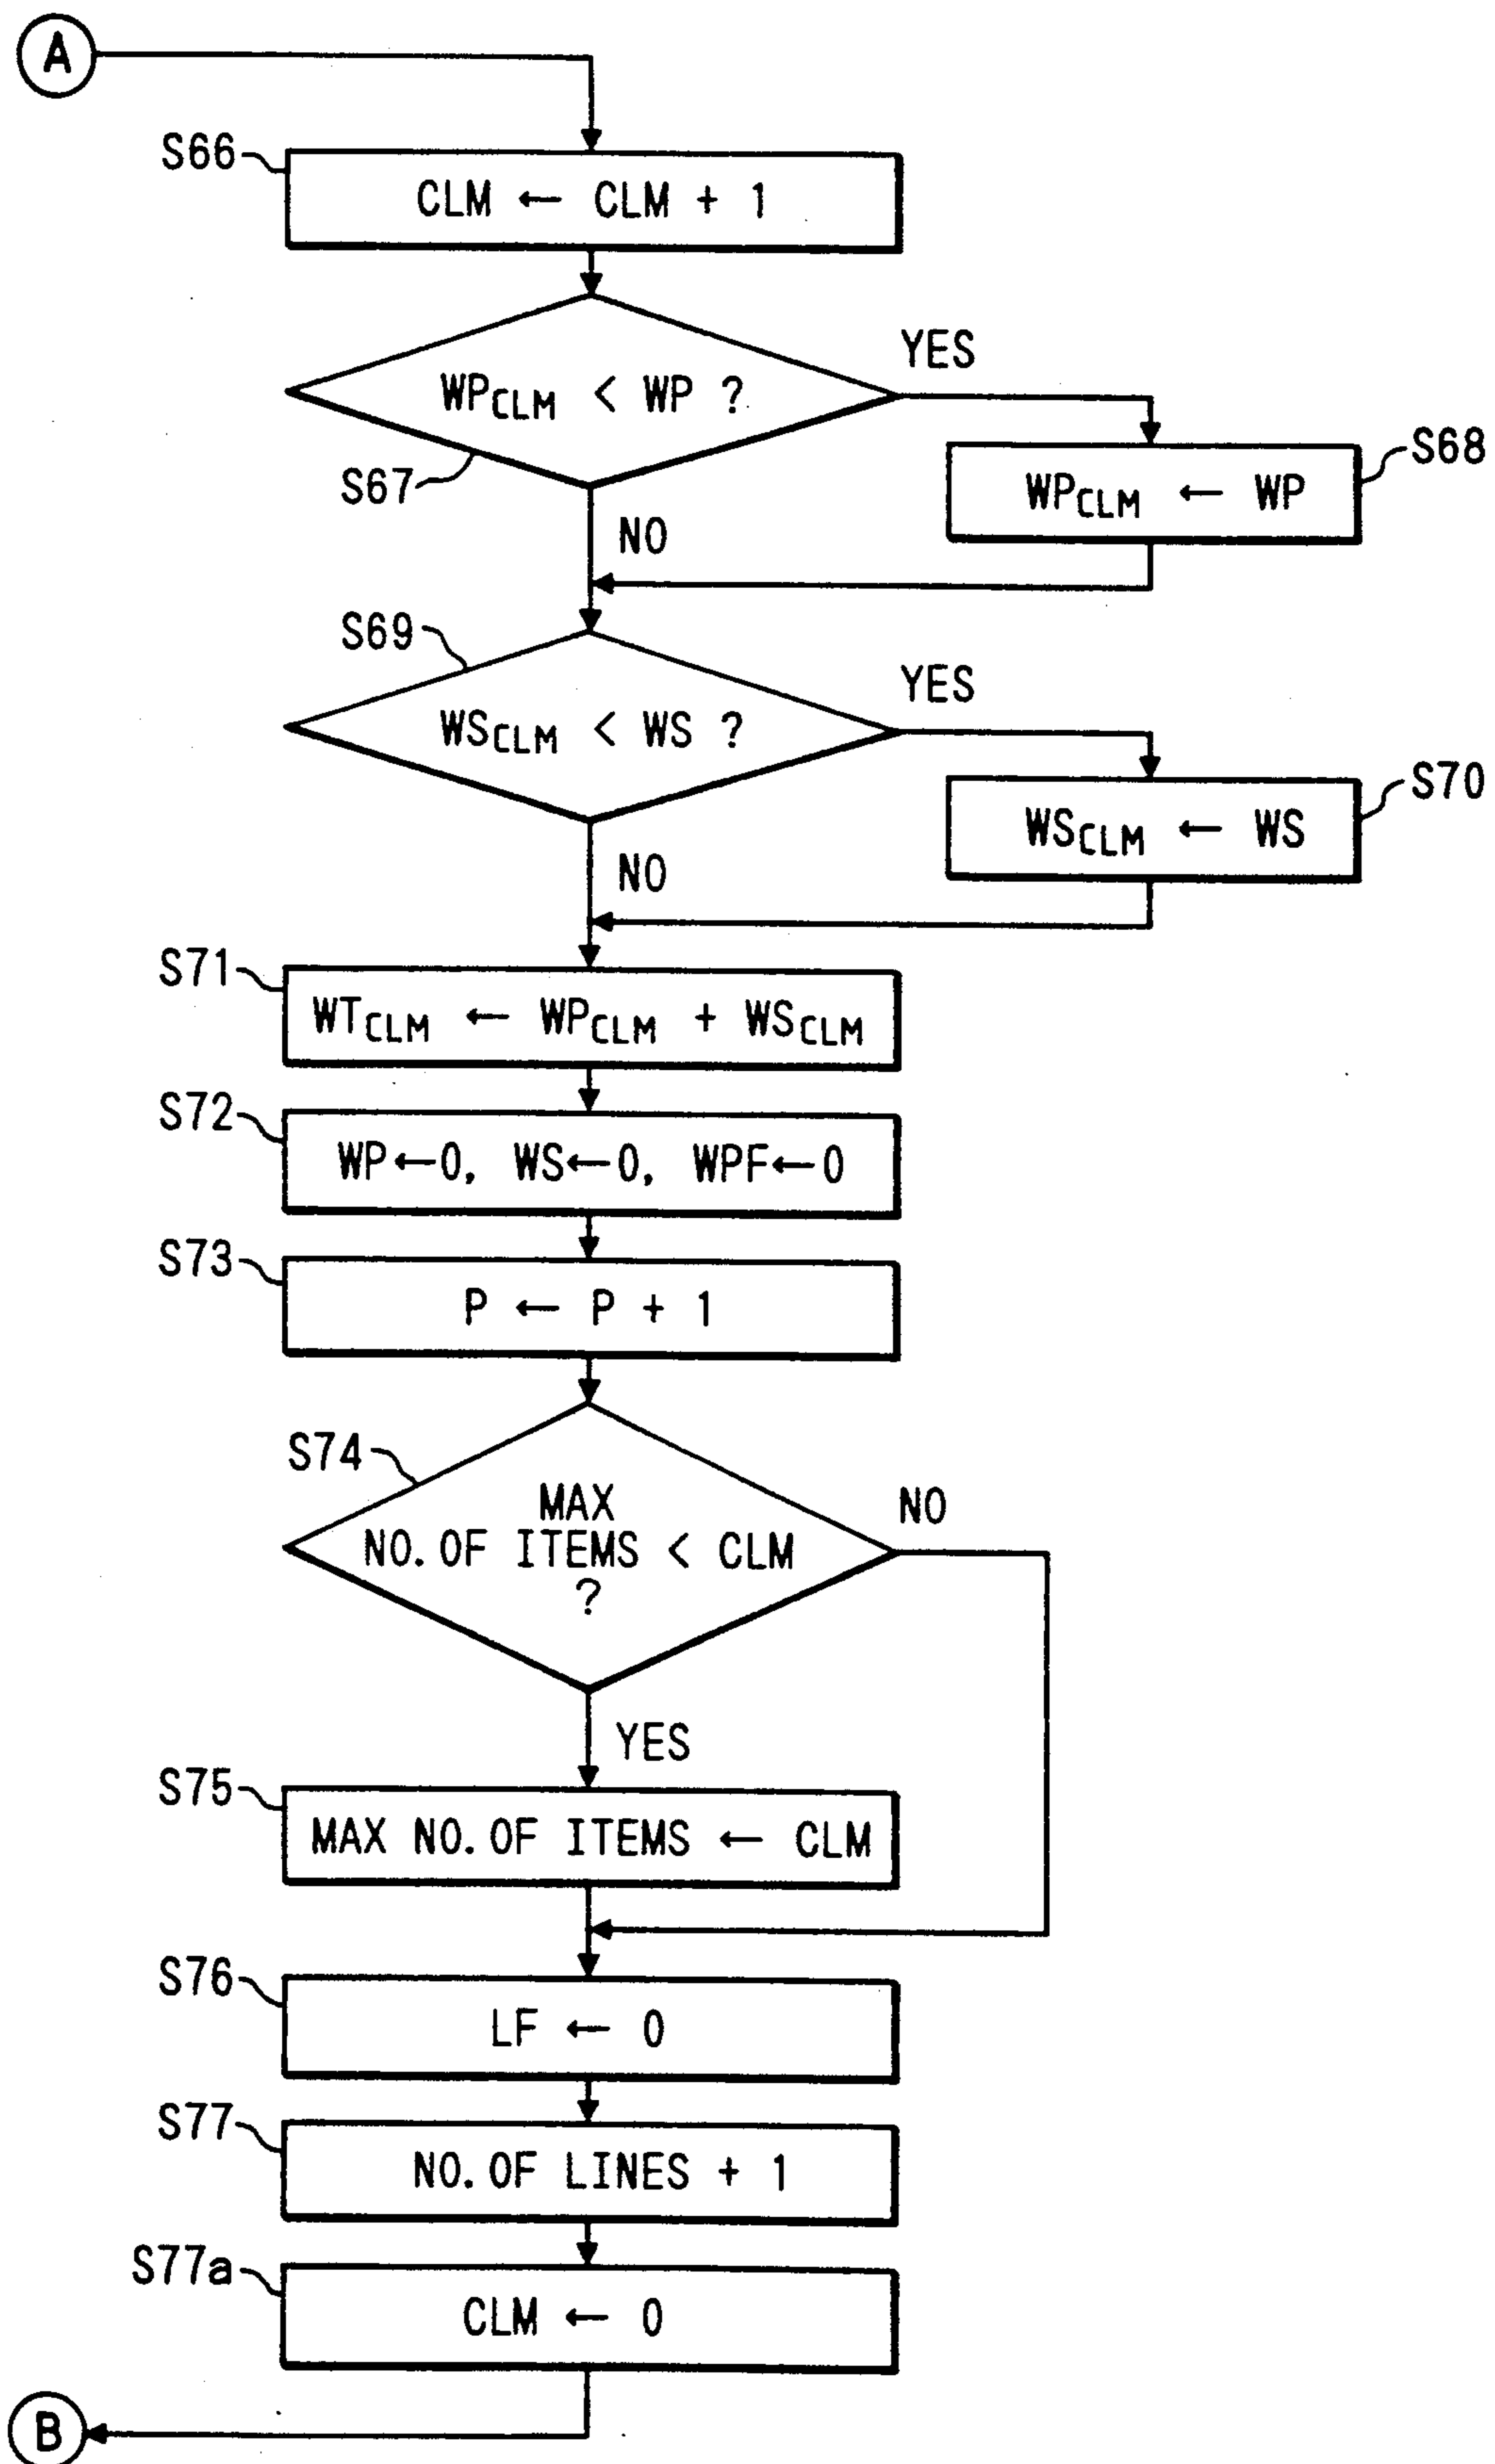 A
S66
CLM ← CLM + 1
WPCLM < WP ?
YES
S67
NO
S68
WPCLM ← WP
S69
WSCLM < WS ?
YES
NO
S70
WSCLM ← WS
S71
WTCLM ← WPCLM + WSCLM
S72
WP←0, WS←0, WPF←0
S73
P ← P + 1
S74
MAX
NO.OF ITEMS < CLM
?
NO
YES
S75
MAX NO.OF ITEMS ← CLM
S76
LF ← 0
S77
NO.OF LINES + 1
S77a
CLM ← 0
B